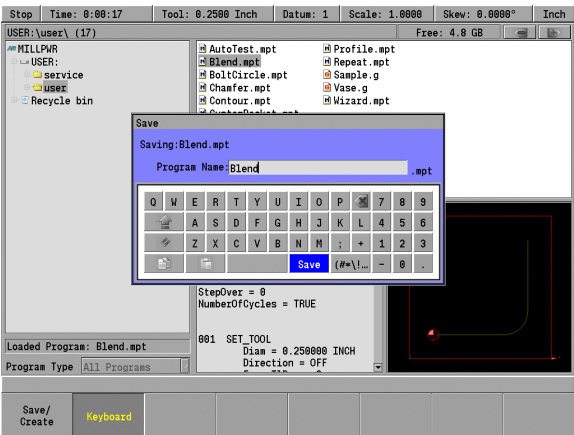 Stop Time: 0:00:17 Tool: 0.2500 Inch Datum: 1 Scale: 1.0000 Skew: 0.0000° Inch
USER:\user\ (17) Free: 4.8 GB
MILLPWR
USER:
service
user
Recycle bin
AutoTest.mpt
Blend.mpt
BoltCircle.mpt
Chamfer.mpt
Contour.mpt
CustomPocket.mpt
Profile.mpt
Repeat.mpt
Sample.g
Vase.g
Wizard.mpt
Save
Saving:Blend.mpt
Program Name: Blend .mpt
Q W E R T Y U I O P 7 8 9
A S D F G H J K L 4 5 6
Z X C V B N M ; + 1 2 3
Save (#*\!… - 0 .
StepOver = 0
NumberOfCycles = TRUE
001 SET_TOOL
Diam = 0.250000 INCH
Direction = OFF
Loaded Program: Blend.mpt
Program Type All Programs
Save/
Create
Keyboard